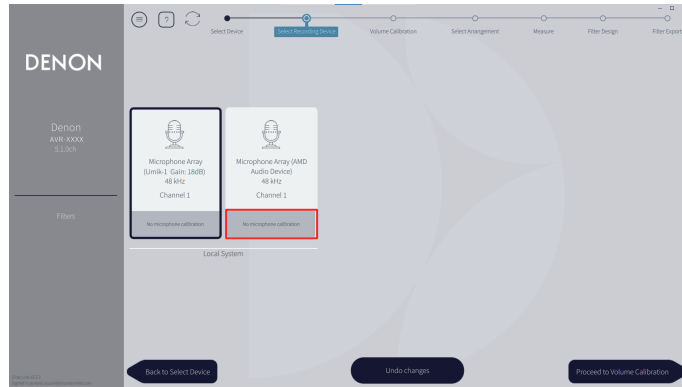 Select Device
Select Recording Device
Volume Calibration
Select Arrangement
Measure
Filter Design
Filter Export
DENON
Denon
AVR-XXXX
5.1.0ch
Filters
Microphone Array
(Umik-1 Gain: 18dB)
48 kHz
Channel 1
No microphone calibration
Microphone Array (AMD
Audio Device)
48 kHz
Channel 1
No microphone calibration
Local System
Back to Select Device
Undo changes
Proceed to Volume Calibration